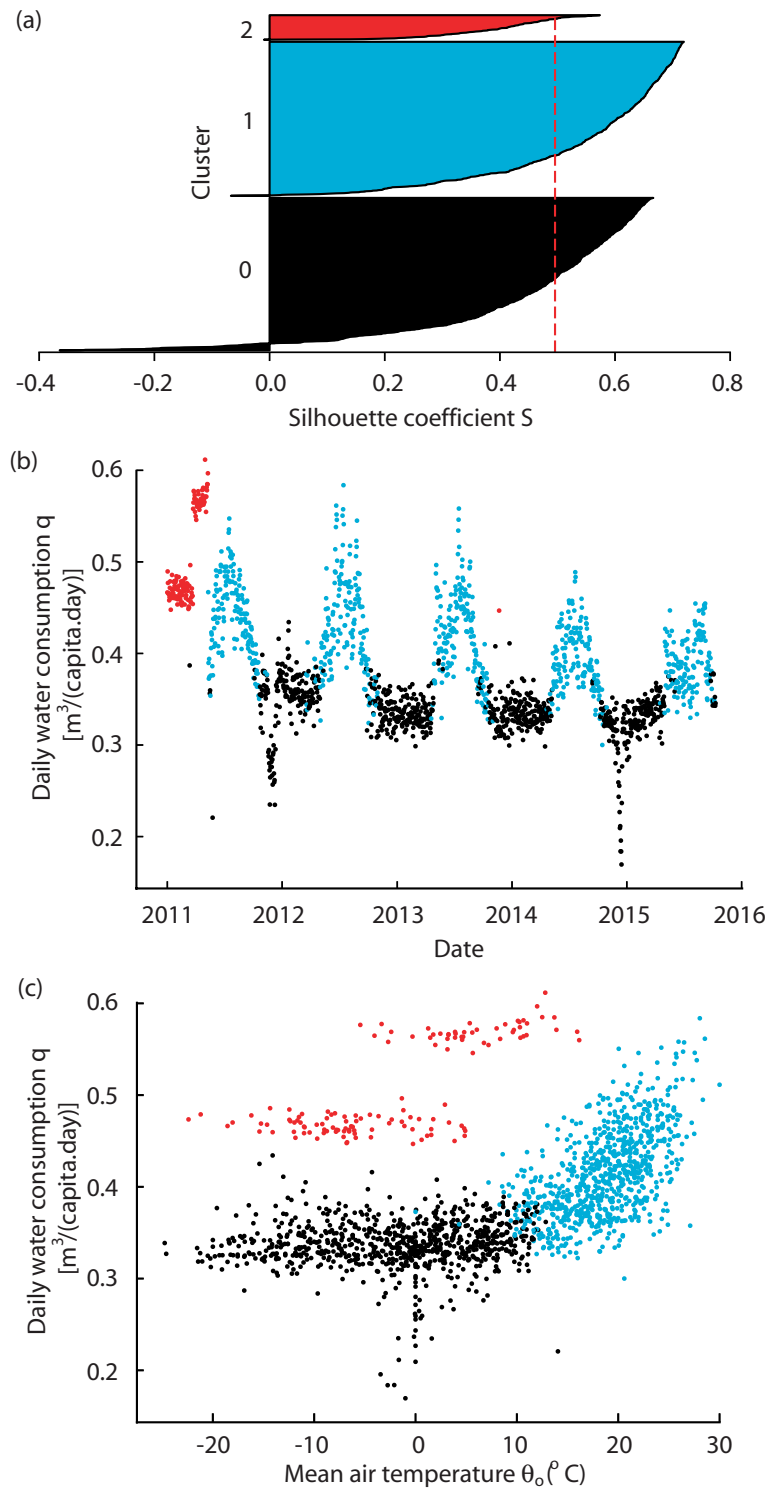 (a)
2
1
0
Cluster
-0.4 -0.2 0.0 0.2 0.4 0.6 0.8
Silhouette coefficient S
(b)
0.6
0.5
0.4
0.3
0.2
Daily water consumption q
[m³/(capita.day)]
2011 2012 2013 2014 2015 2016
Date
(c)
0.6
0.5
0.4
0.3
0.2
Daily water consumption q
[m³/(capita.day)]
-20 -10 0 10 20 30
Mean air temperature θₒ(° C)